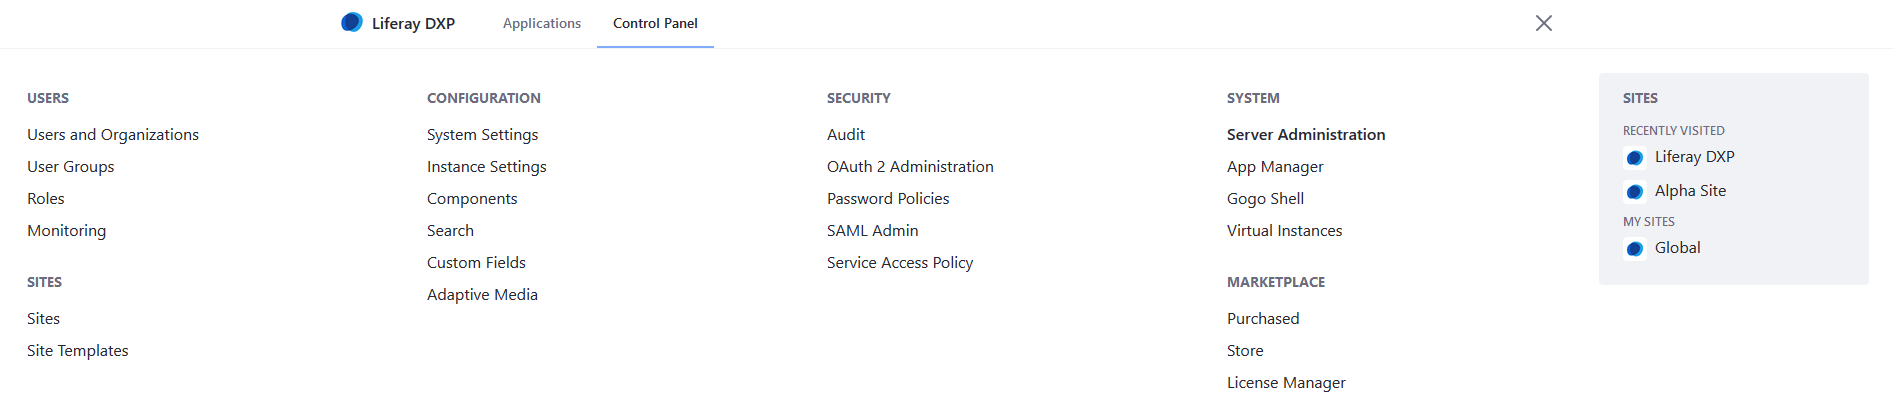 Liferay DXP
Applications
Control Panel
USERS
Users and Organizations
User Groups
Roles
Monitoring
SITES
Sites
Site Templates
CONFIGURATION
System Settings
Instance Settings
Components
Search
Custom Fields
Adaptive Media
SECURITY
Audit
OAuth 2 Administration
Password Policies
SAML Admin
Service Access Policy
SYSTEM
Server Administration
App Manager
Gogo Shell
Virtual Instances
MARKETPLACE
Purchased
Store
License Manager
SITES
RECENTLY VISITED
Liferay DXP
Alpha Site
MY SITES
Global